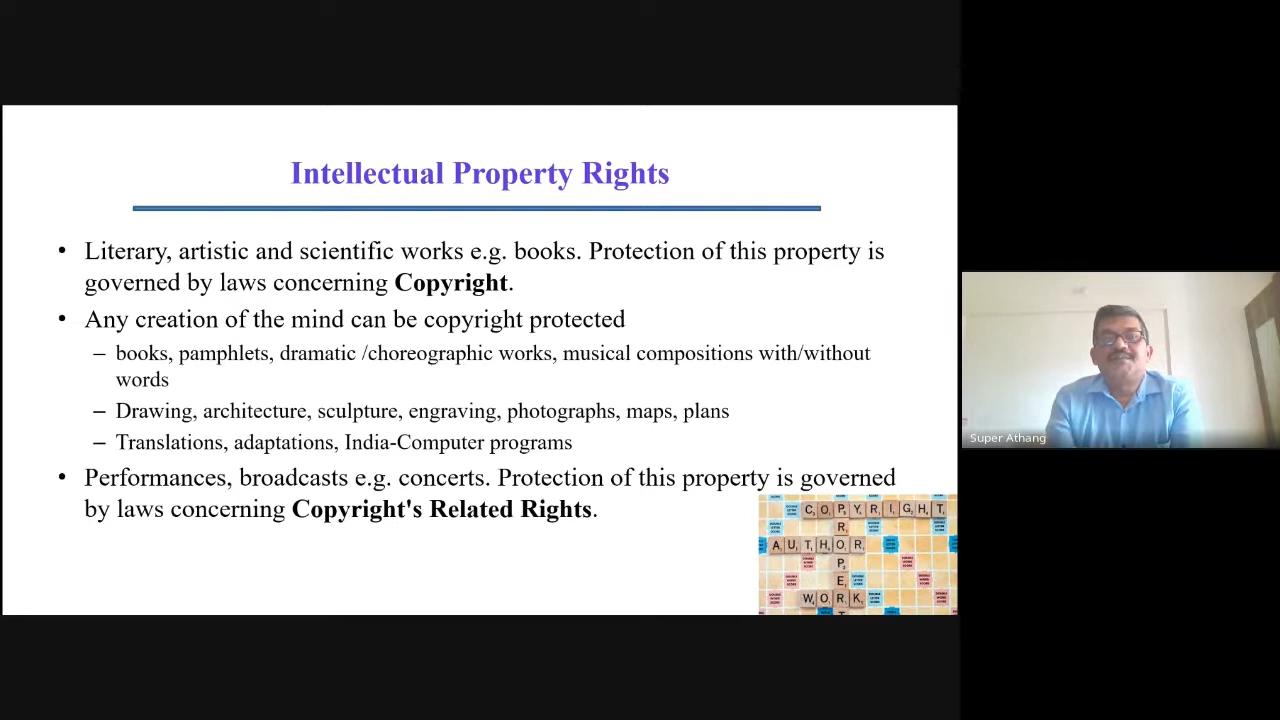 Intellectual Property Rights
• Literary, artistic and scientific works e.g. books. Protection of this property is
governed by laws concerning Copyright.
• Any creation of the mind can be copyright protected
– books, pamphlets, dramatic /choreographic works, musical compositions with/without
words
– Drawing, architecture, sculpture, engraving, photographs, maps, plans
– Translations, adaptations, India-Computer programs
• Performances, broadcasts e.g. concerts. Protection of this property is governed
by laws concerning Copyright's Related Rights.
COPYRIGHT
AUTHOR
PROPERT
WORK
Super Athang